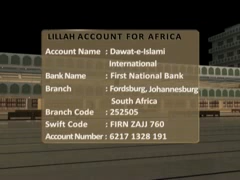 LILLAH ACCOUNT FOR AFRICA
Account Name : Dawat-e-Islami
International
Bank Name : First National Bank
Branch : Fordsburg, Johannesburg
South Africa
Branch Code : 252505
Swift Code : FIRN ZAJJ 760
Account Number : 6217 1328 191